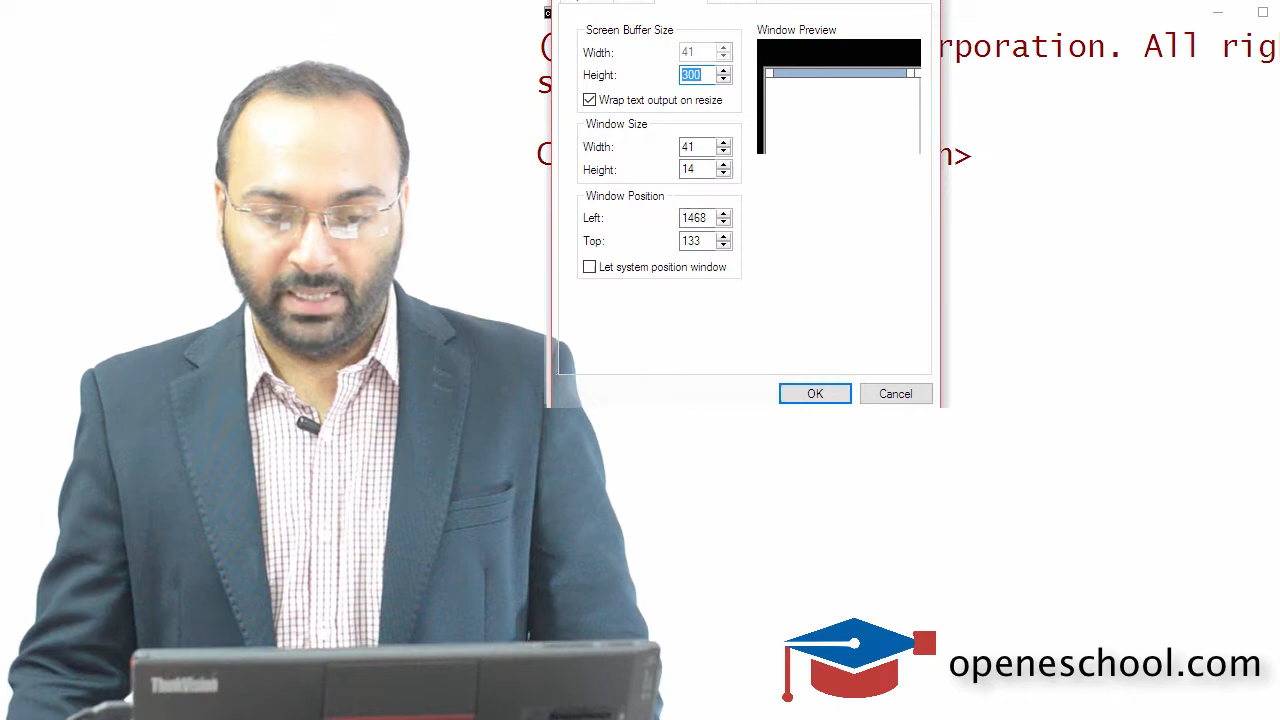 Screen Buffer Size
Width: 41
Height: 300
Wrap text output on resize
Window Size
Width: 41
Height: 14
Window Position
Left: 1468
Top: 133
Let system position window
Window Preview
OK
Cancel
(
rporation. All rig
s
C
n>
ThinkVision
openeschool.com